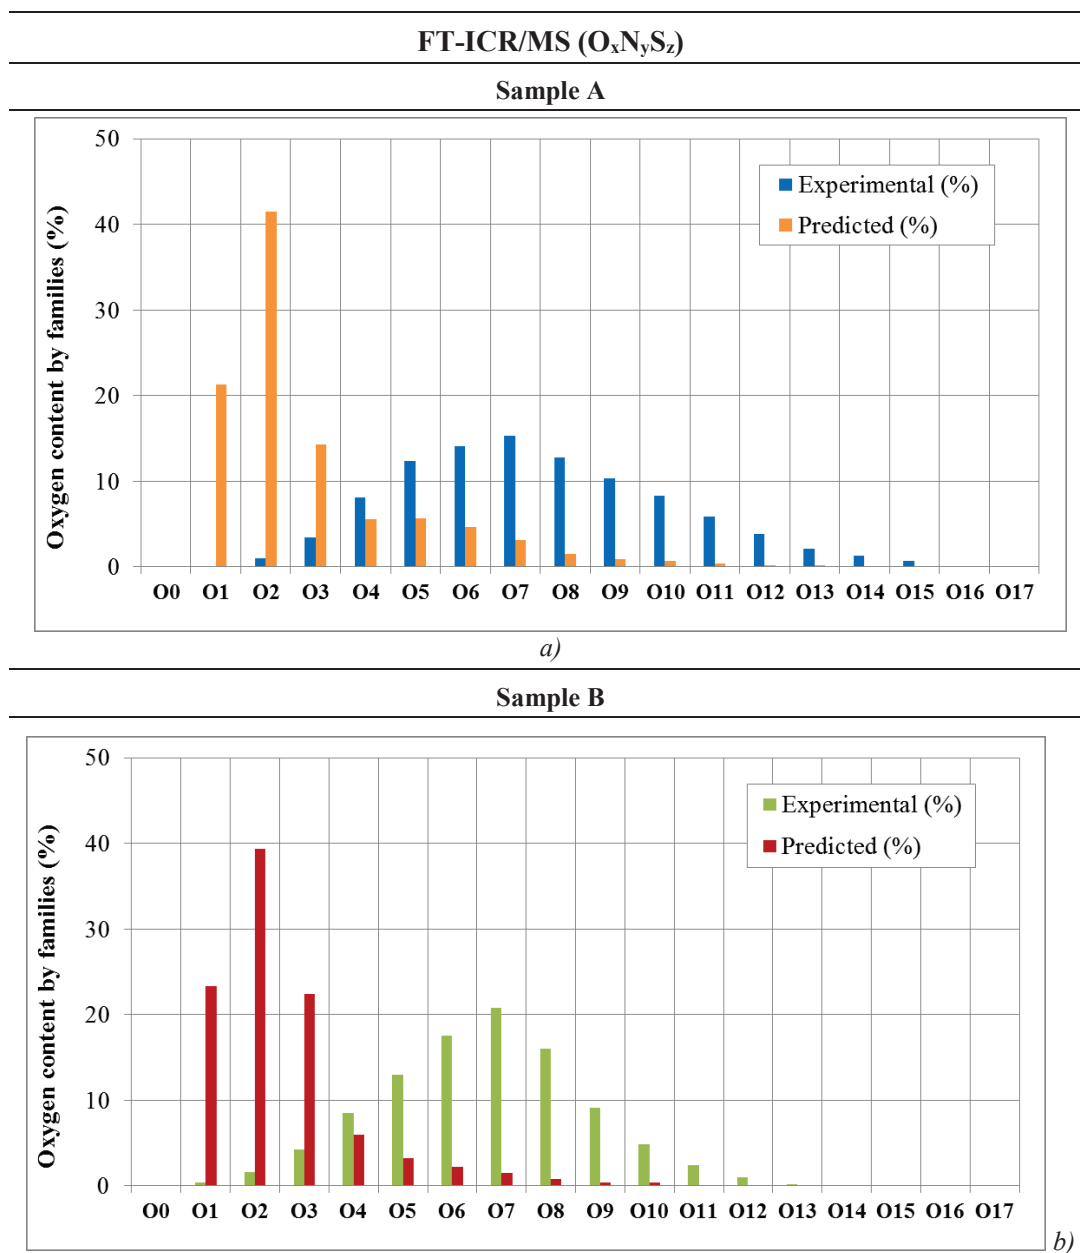 FT-ICR/MS (OₓNᵧS_z)
Sample A
Oxygen content by families (%)
50
40
30
20
10
0
Experimental (%)
Predicted (%)
O0 O1 O2 O3 O4 O5 O6 O7 O8 O9 O10 O11 O12 O13 O14 O15 O16 O17
a)
Sample B
Oxygen content by families (%)
50
40
30
20
10
0
Experimental (%)
Predicted (%)
O0 O1 O2 O3 O4 O5 O6 O7 O8 O9 O10 O11 O12 O13 O14 O15 O16 O17
b)